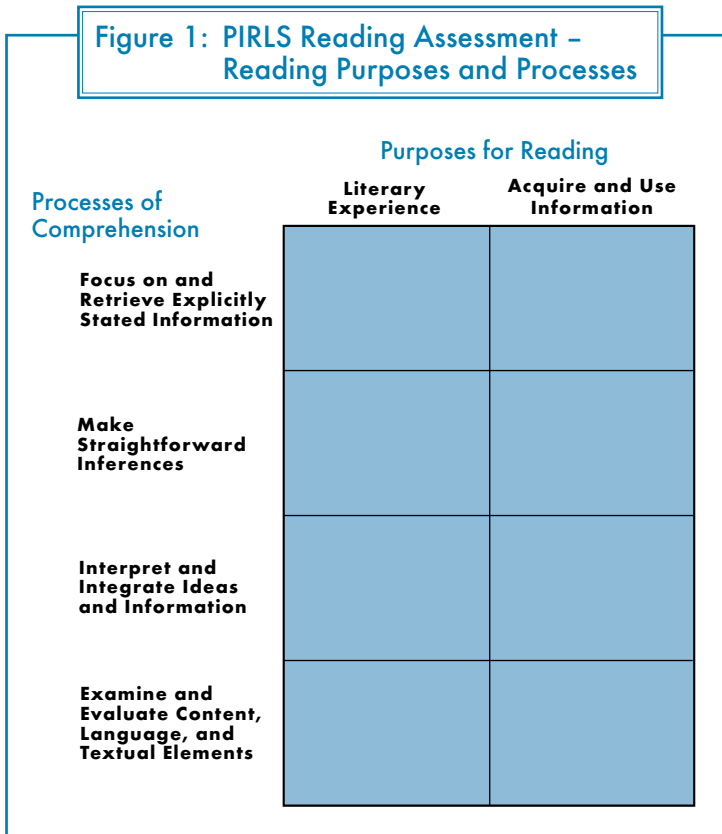 Figure 1: PIRLS Reading Assessment –
Reading Purposes and Processes
Purposes for Reading
Processes of
Comprehension
Literary
Experience
Acquire and Use
Information
Focus on and
Retrieve Explicitly
Stated Information
Make
Straightforward
Inferences
Interpret and
Integrate Ideas
and Information
Examine and
Evaluate Content,
Language, and
Textual Elements